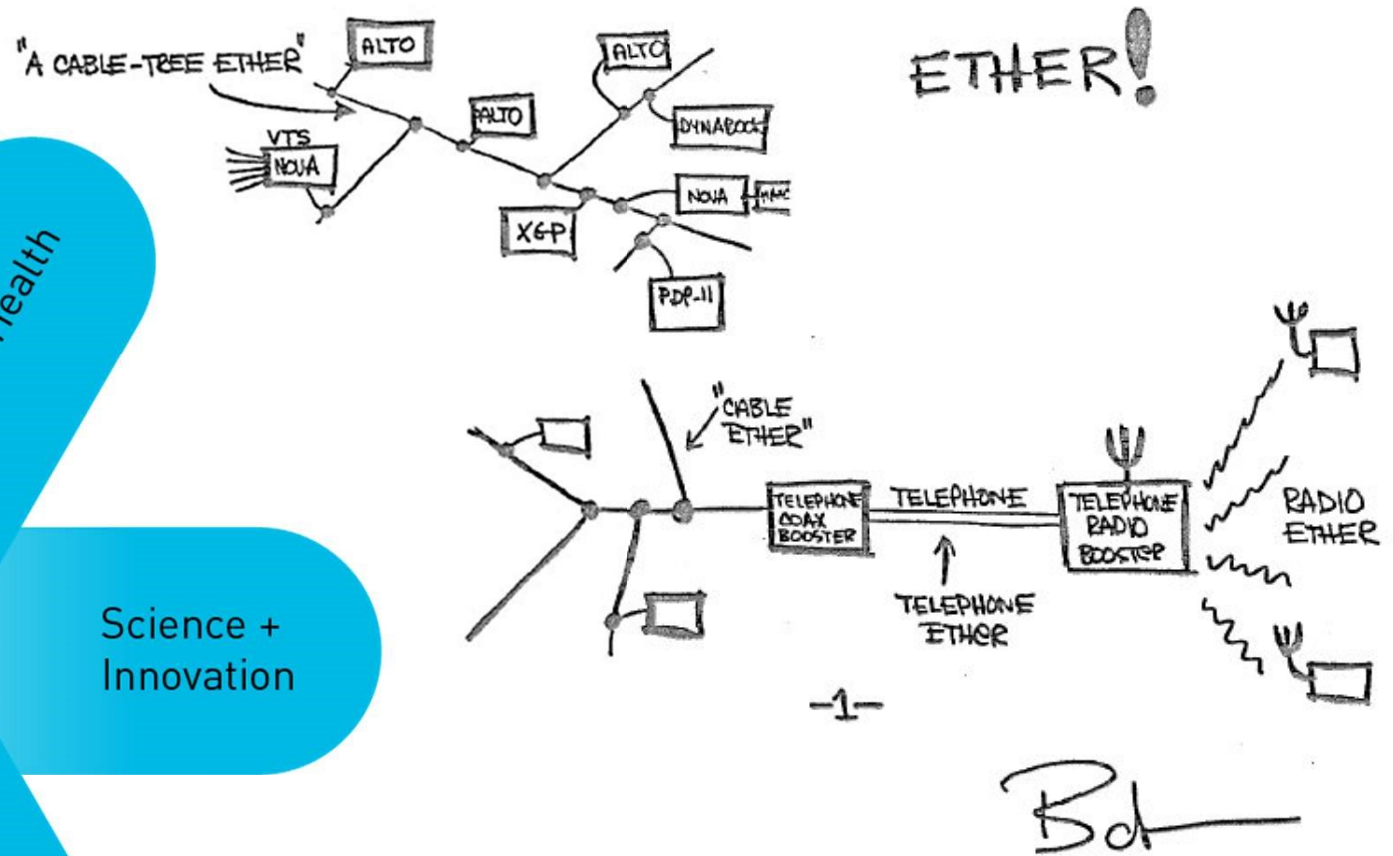 ETHER!
"A CABLE-TREE ETHER"
ALTO
ALTO
DYNABOOK
ALTO
VTS
NOVA
NOVA
XGP
PDP-11
"CABLE
ETHER"
TELEPHONE
COAX
BOOSTER
TELEPHONE
TELEPHONE
RADIO
BOOSTER
RADIO
ETHER
TELEPHONE
ETHER
-1-
Science +
Innovation